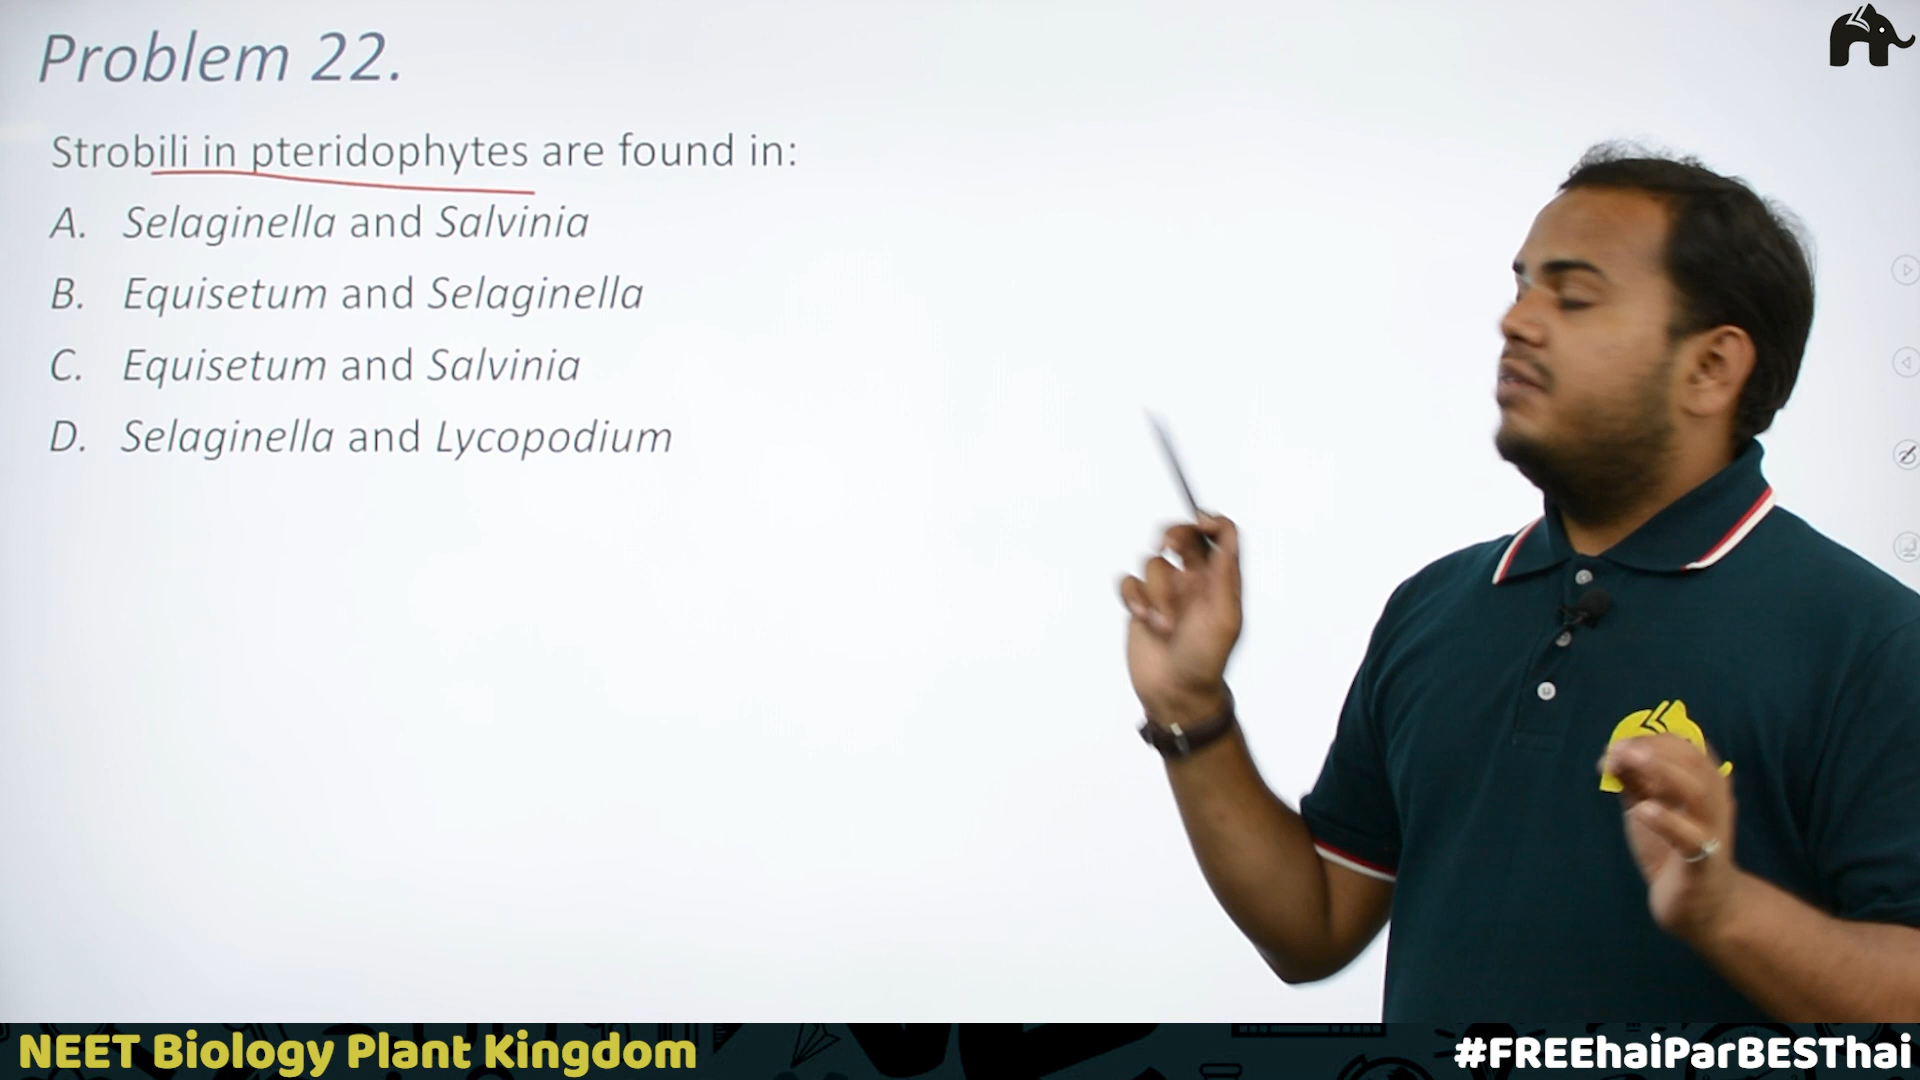 Problem 22.
Strobili in pteridophytes are found in:
A. Selaginella and Salvinia
B. Equisetum and Selaginella
C. Equisetum and Salvinia
D. Selaginella and Lycopodium
NEET Biology Plant Kingdom
#FREEhaiParBESThai